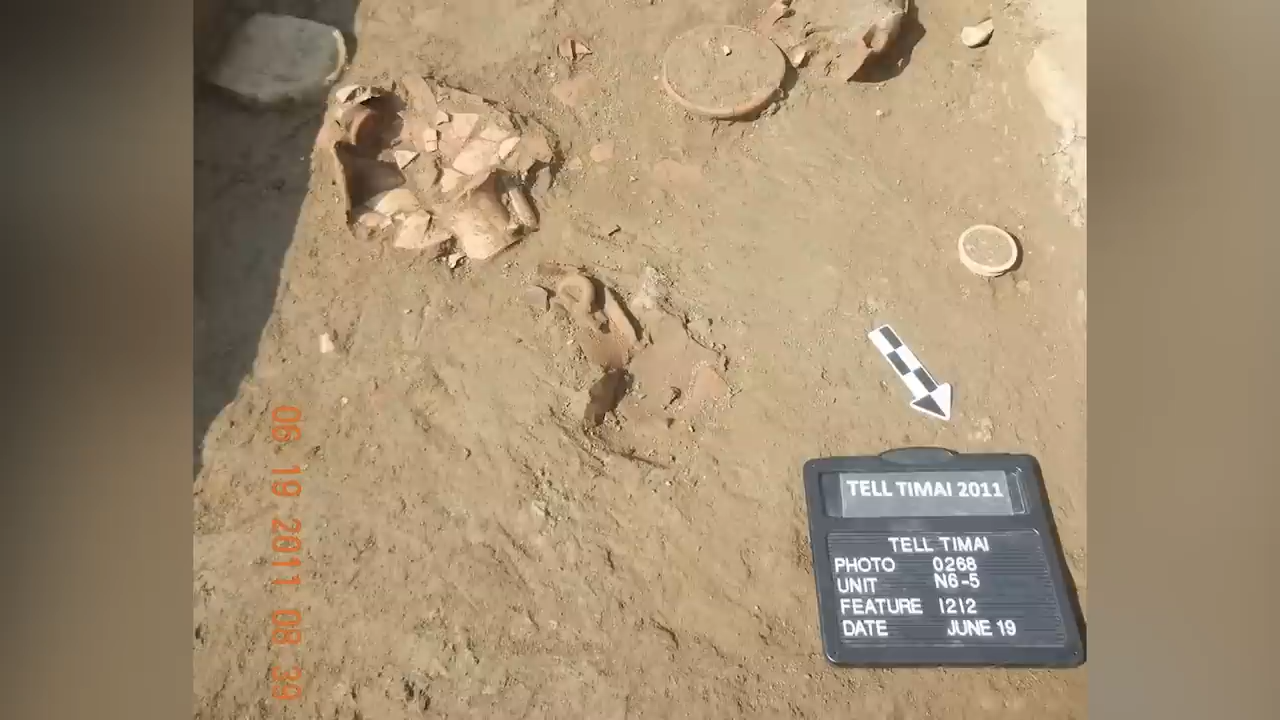 TELL TIMAI 2011
TELL TIMAI
PHOTO 0268
UNIT N6-5
FEATURE 1212
DATE JUNE 19
06 19 2011 08 39